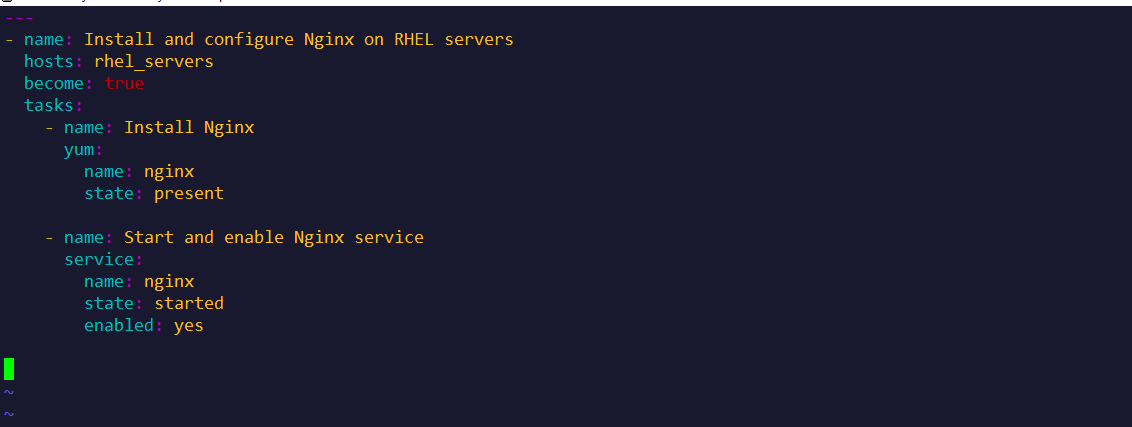 ---
- name: Install and configure Nginx on RHEL servers
  hosts: rhel_servers
  become: true
  tasks:
    - name: Install Nginx
      yum:
        name: nginx
        state: present

    - name: Start and enable Nginx service
      service:
        name: nginx
        state: started
        enabled: yes

~
~